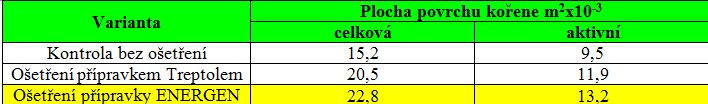 Varianta Plocha povrchu kořene m²x10⁻³
celková aktivní
Kontrola bez ošetření 15,2 9,5
Ošetření přípravkem Treptolem 20,5 11,9
Ošetření přípravky ENERGEN 22,8 13,2